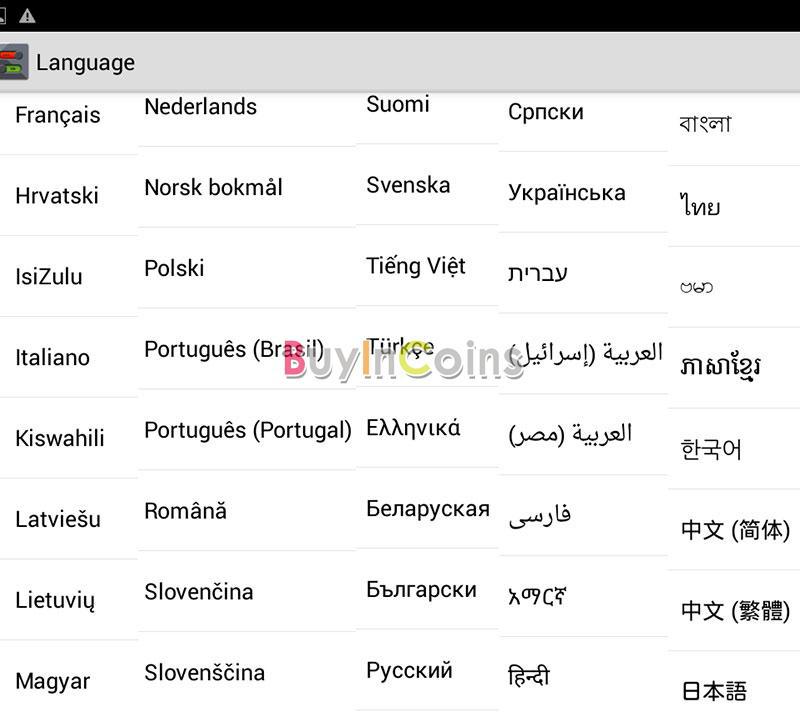 Language
Français
Hrvatski
IsiZulu
Italiano
Kiswahili
Latviešu
Lietuvių
Magyar
Nederlands
Norsk bokmål
Polski
Português (Brasil)
Português (Portugal)
Română
Slovenčina
Slovenščina
Suomi
Svenska
Tiếng Việt
Türkçe
Ελληνικά
Беларуская
Български
Русский
Српски
Українська
עברית
العربية (إسرائيل)
العربية (مصر)
فارسی
አማርኛ
हिन्दी
বাংলা
ไทย
ဗမာ
ភាសាខ្មែរ
한국어
中文 (简体)
中文 (繁體)
日本語
BuyInCoins